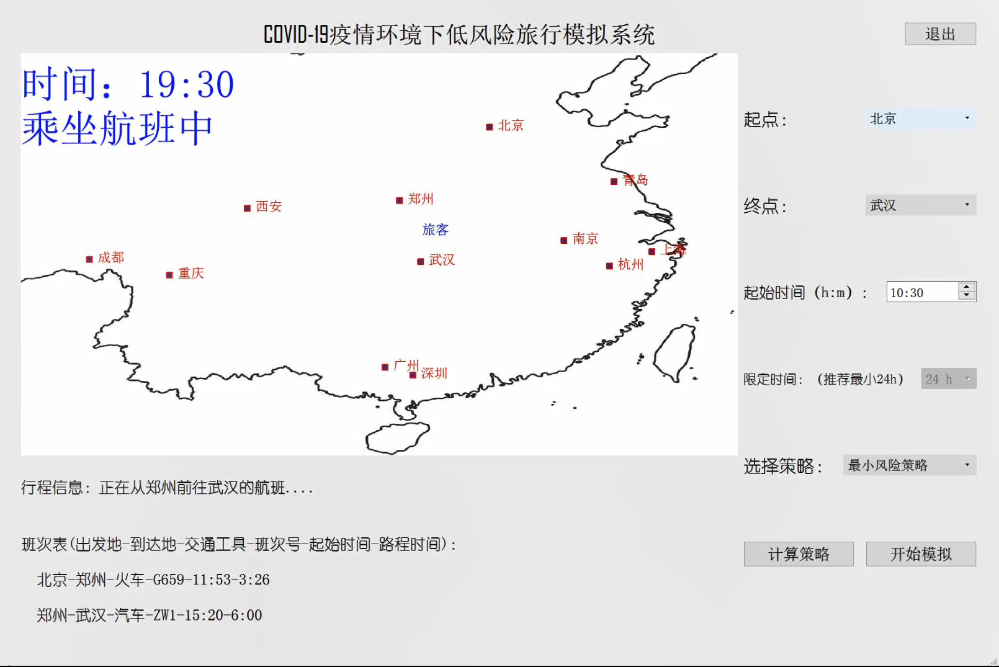 COVID-19疫情环境下低风险旅行模拟系统
退出
时间：19:30
乘坐航班中
北京
青岛
西安
郑州
旅客
南京
成都
武汉
上海
重庆
杭州
广州
深圳
起点：
北京
终点：
武汉
起始时间（h:m）：
10:30
限定时间：（推荐最小24h）
24 h
选择策略：
最小风险策略
计算策略
开始模拟
行程信息：正在从郑州前往武汉的航班....
班次表(出发地-到达地-交通工具-班次号-起始时间-路程时间)：
北京-郑州-火车-G659-11:53-3:26
郑州-武汉-汽车-ZW1-15:20-6:00